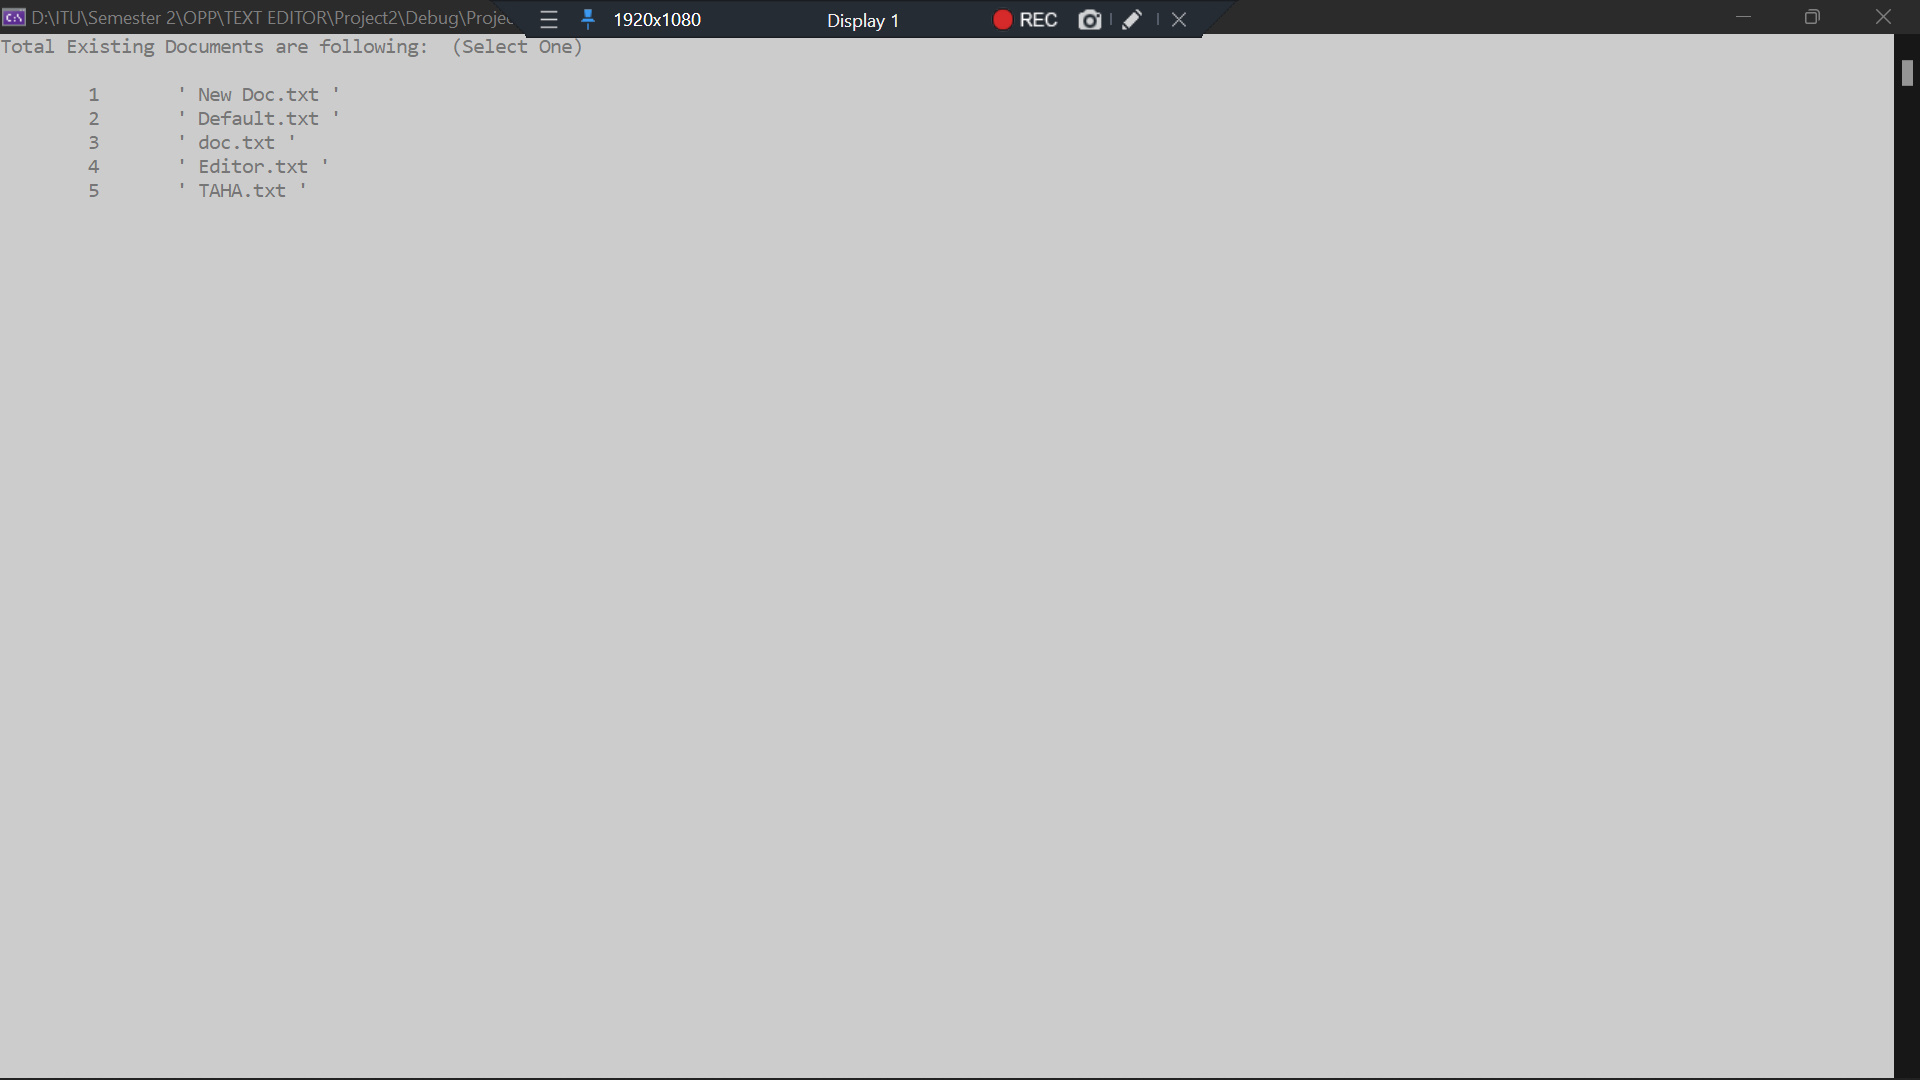 D:\ITU\Semester 2\OPP\TEXT EDITOR\Project2\Debug\Projec
1920x1080
Display 1
REC
Total Existing Documents are following:  (Select One)
1 ' New Doc.txt '
2 ' Default.txt '
3 ' doc.txt '
4 ' Editor.txt '
5 ' TAHA.txt '